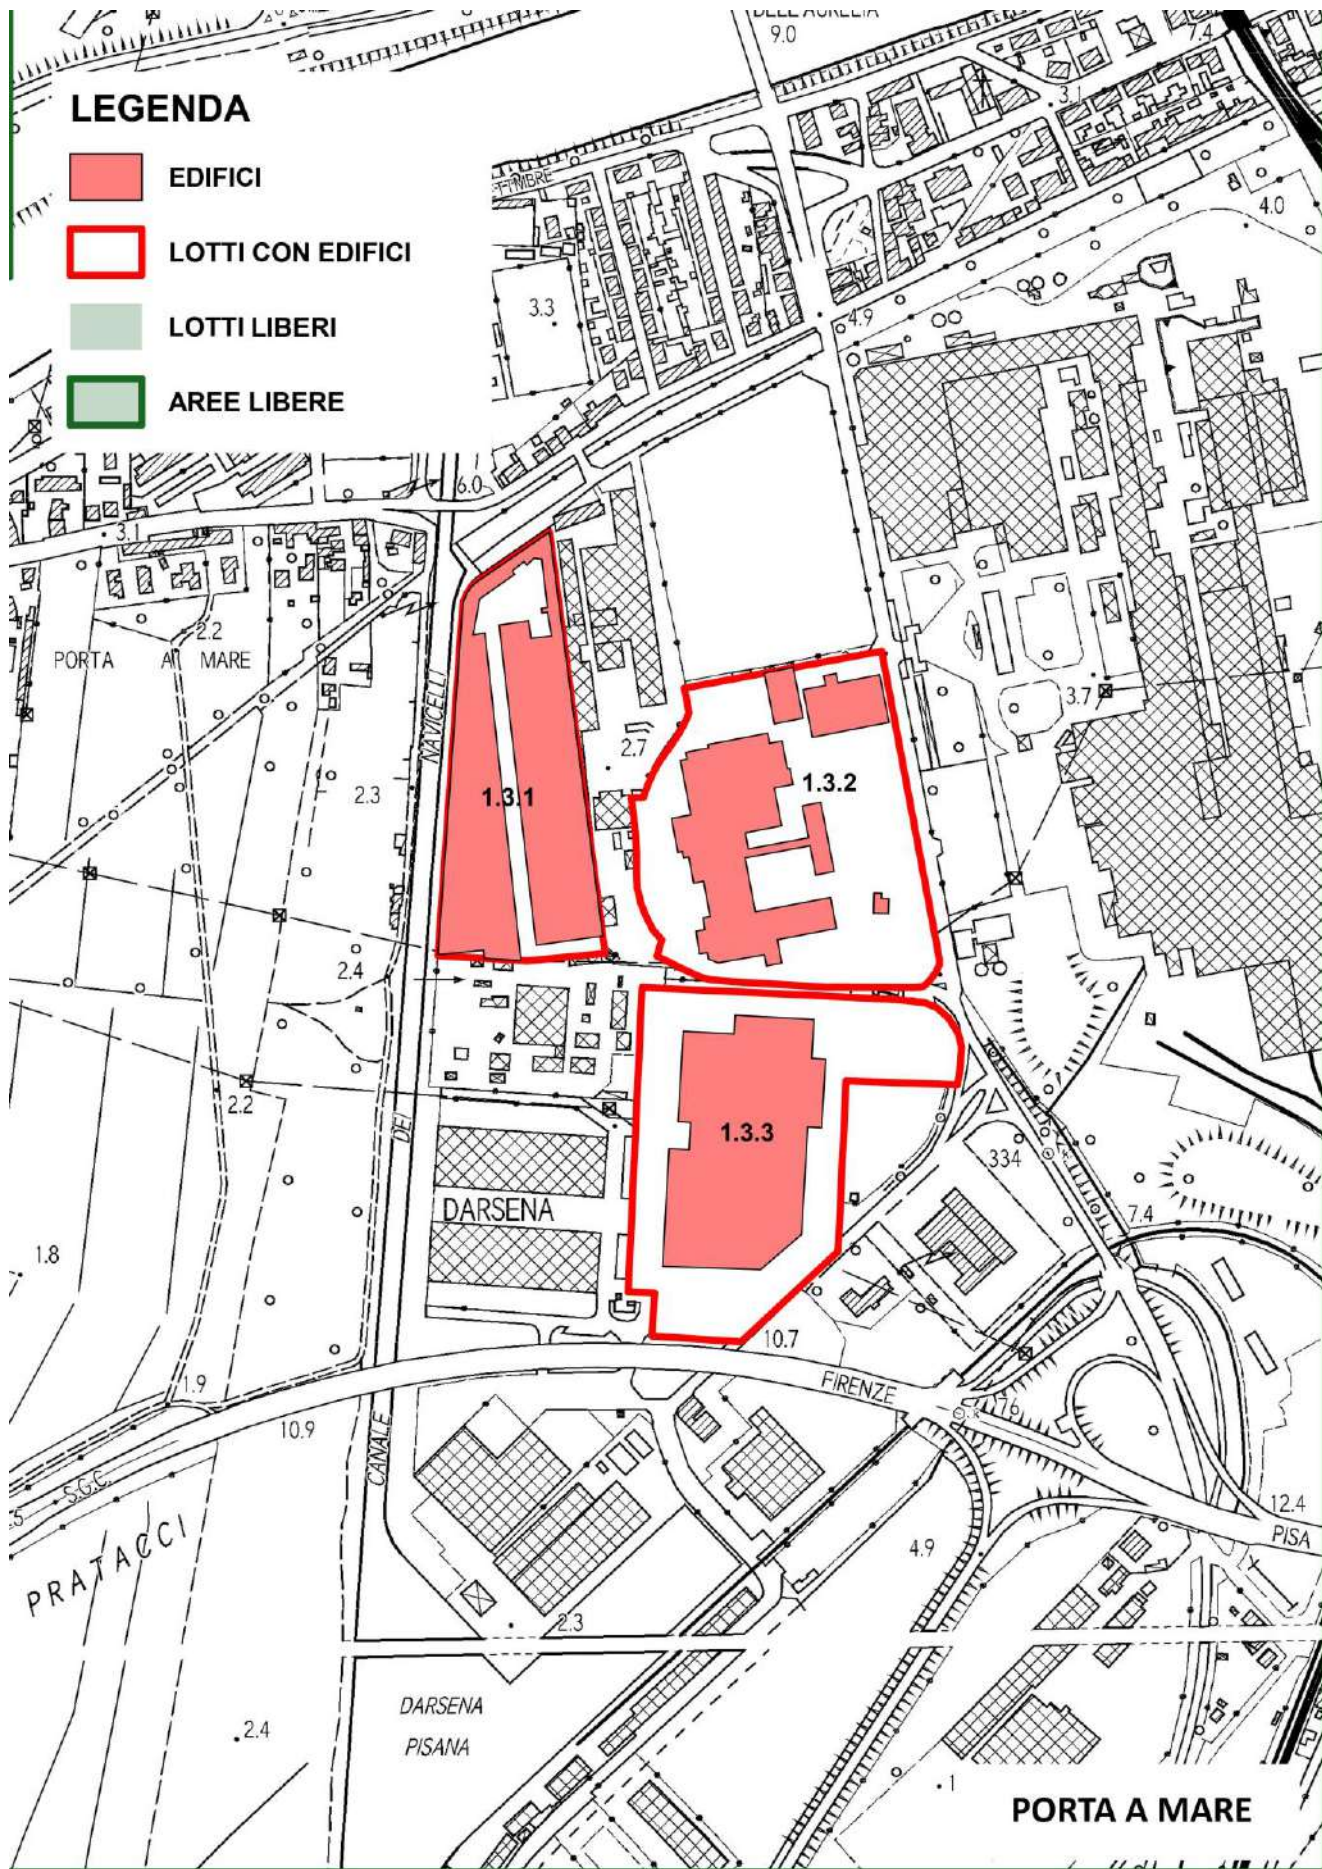 DELL'AURELIA
9.0
7.4
LEGENDA
3.1
EDIFICI
4.0
LOTTI CON EDIFICI
3.3
4.9
LOTTI LIBERI
AREE LIBERE
6.0
3.1
2.2
PORTA A MARE
3.7
NAVICELLI
2.7
1.3.2
2.3
1.3.1
2.4
2.2
DEI
1.3.3
334
DARSENA
7.4
1.8
10.7
1.9
FIRENZE
76
10.9
CANALE
S.G.C.
12.4
PISA
PRATACCI
4.9
2.3
DARSENA
PISANA
2.4
1
PORTA A MARE